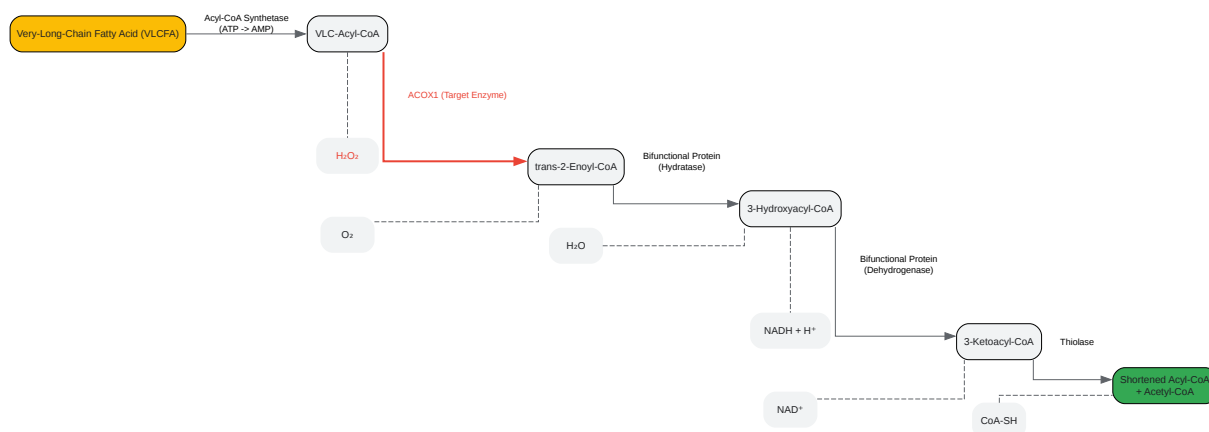 Very-Long-Chain Fatty Acid (VLCFA)
Acyl-CoA Synthetase
(ATP -> AMP)
VLC-Acyl-CoA
ACOX1 (Target Enzyme)
H₂O₂
trans-2-Enoyl-CoA
Bifunctional Protein
(Hydratase)
O₂
3-Hydroxyacyl-CoA
H₂O
Bifunctional Protein
(Dehydrogenase)
NADH + H⁺
3-Ketoacyl-CoA
Thiolase
Shortened Acyl-CoA
+ Acetyl-CoA
NAD⁺
CoA-SH